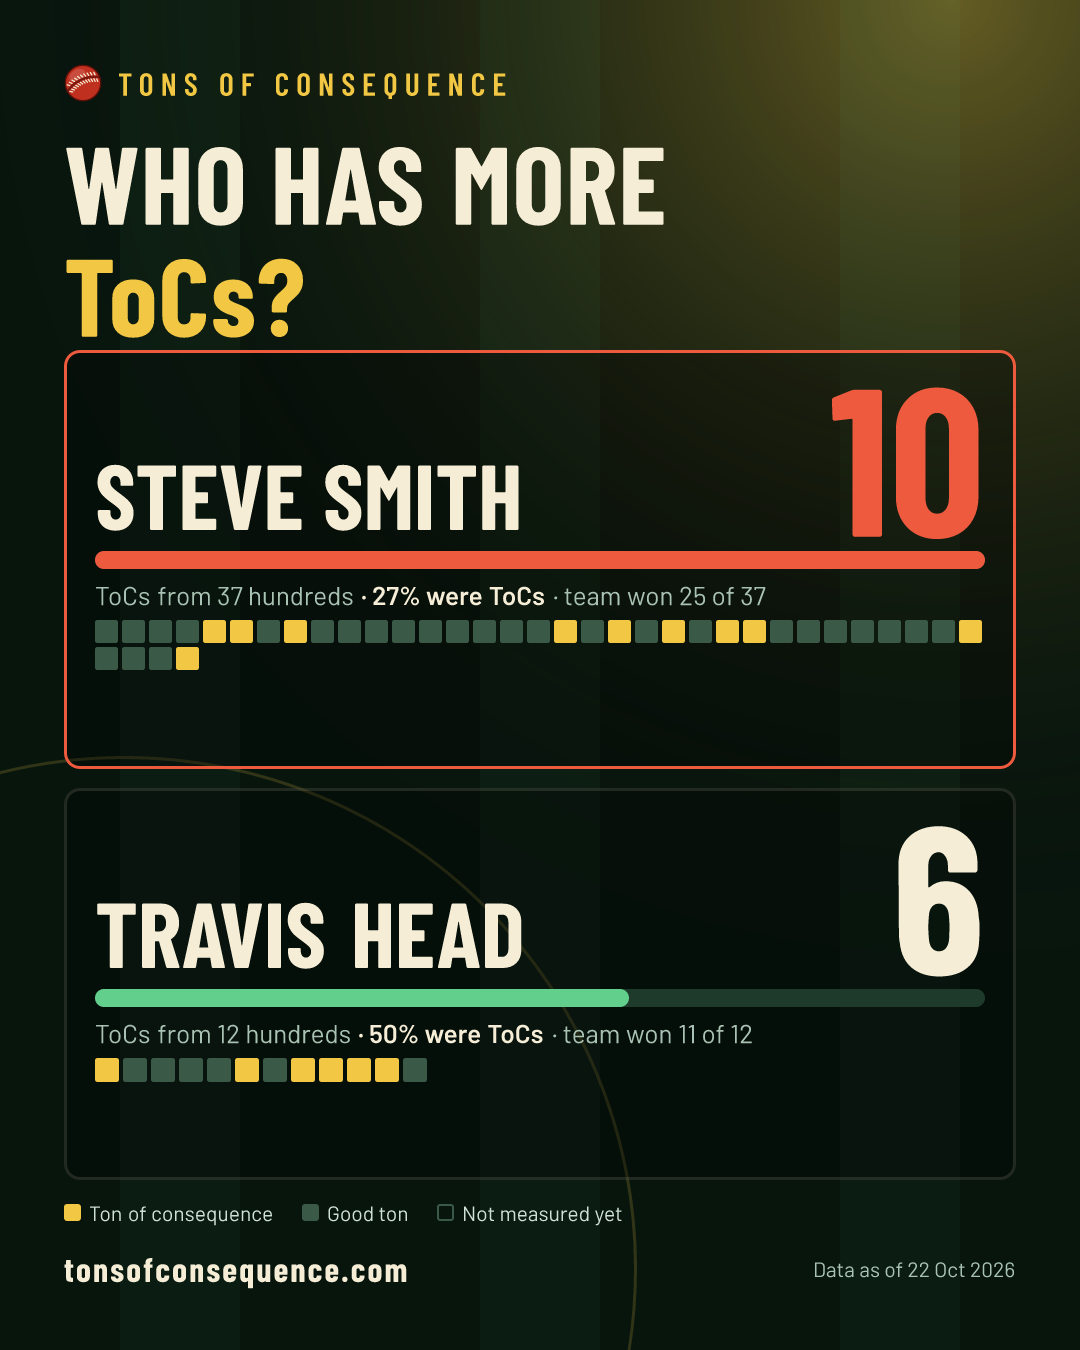 TONS OF CONSEQUENCE
WHO HAS MORE
ToCs?
10
STEVE SMITH
ToCs from 37 hundreds · 27% were ToCs · team won 25 of 37
6
TRAVIS HEAD
ToCs from 12 hundreds · 50% were ToCs · team won 11 of 12
Ton of consequence Good ton Not measured yet
tonsofconsequence.com Data as of 22 Oct 2026